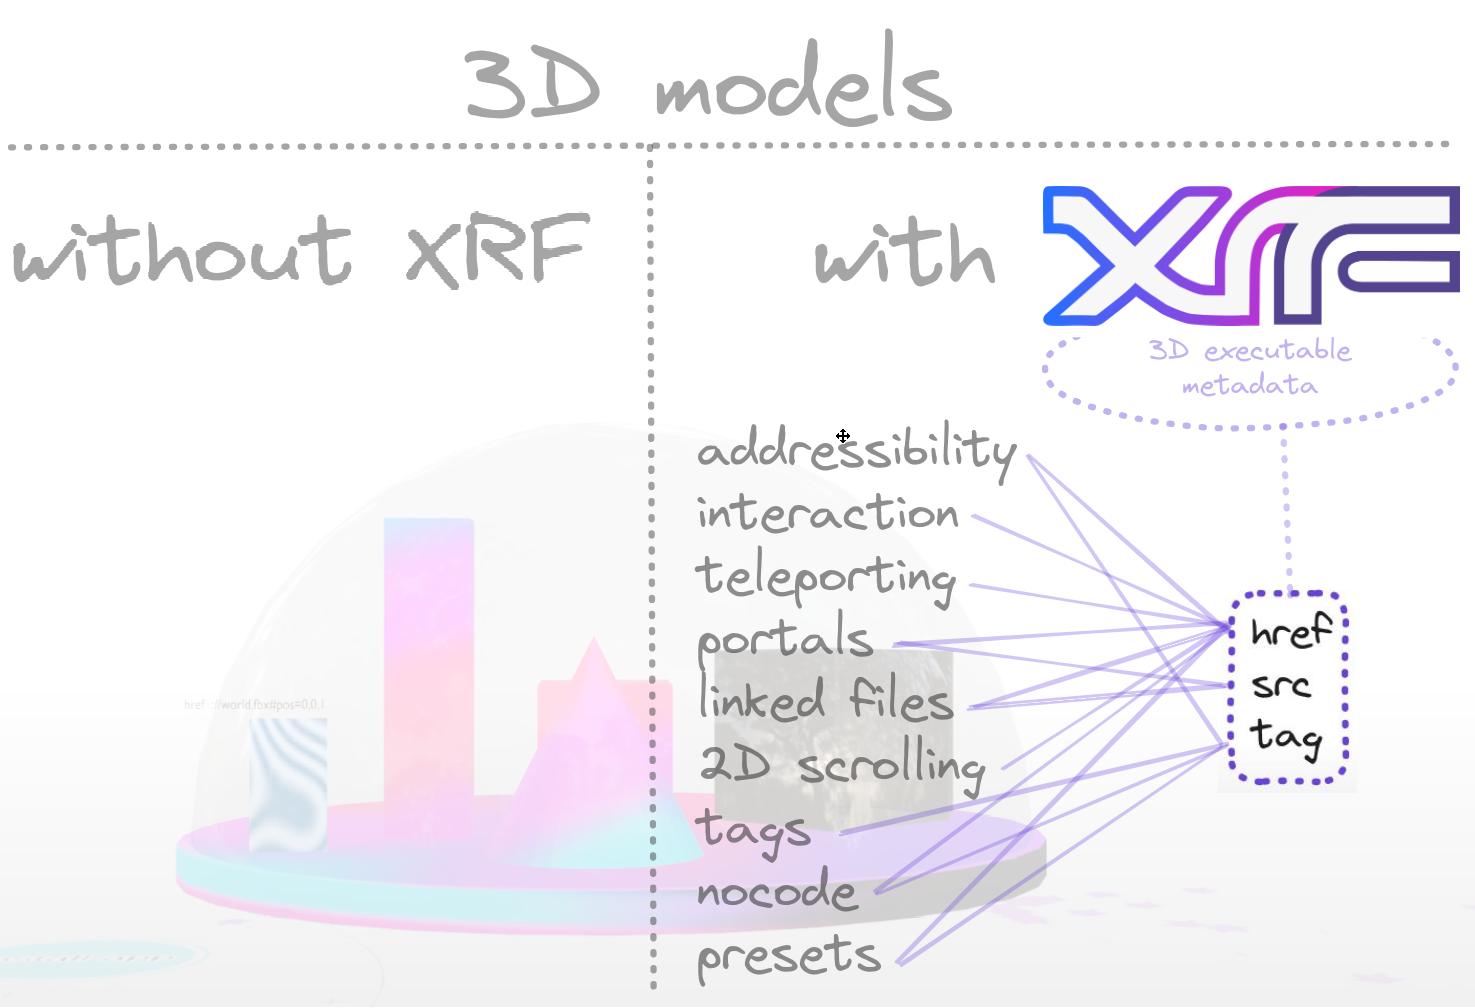 3D models
without XRF
with XRF
3D executable
metadata
addressibility
interaction
teleporting
portals
linked files
2D scrolling
tags
nocode
presets
href
src
tag
href ://world.fbx#pos=0,0,1